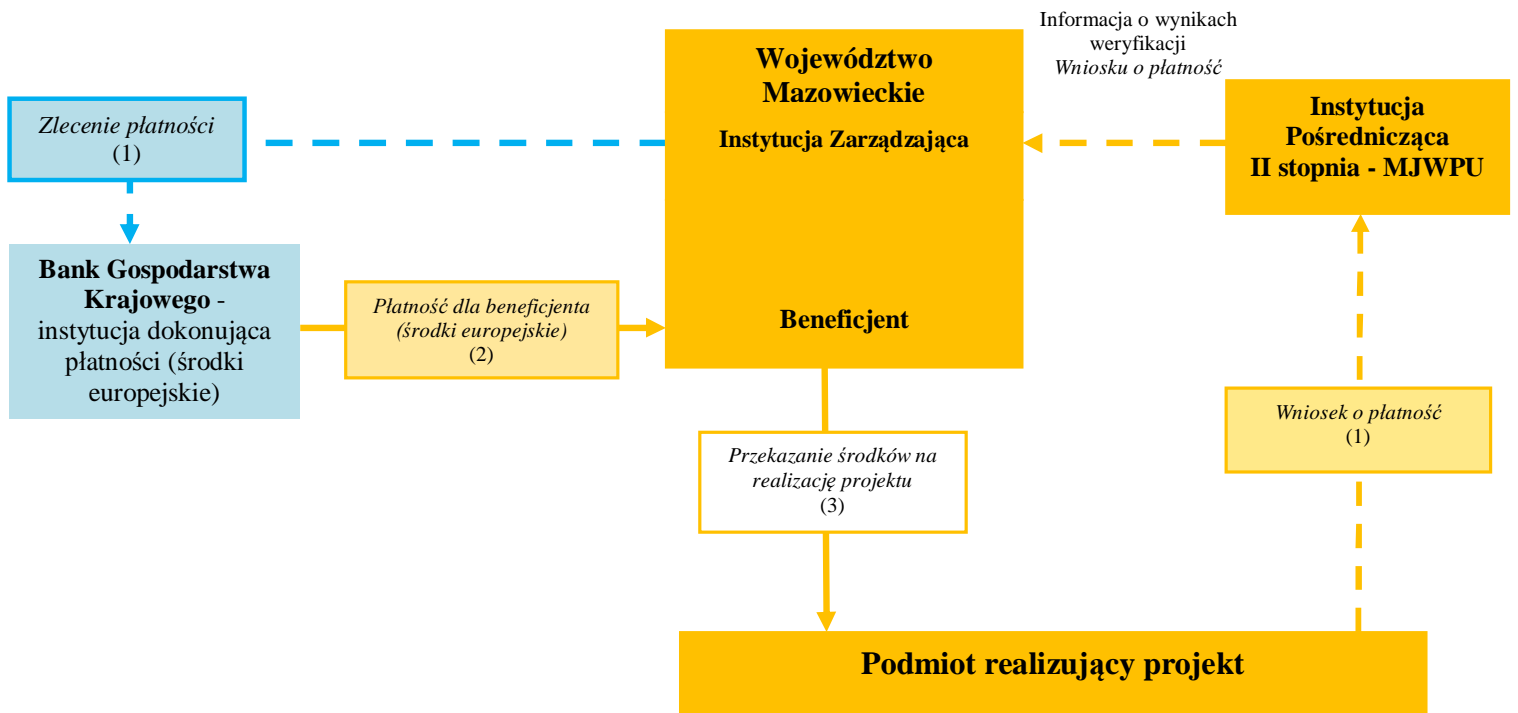 Informacja o wynikach
weryfikacji
Wniosku o płatność
Województwo
Mazowieckie
Instytucja Zarządzająca
Beneficjent
Instytucja
Pośrednicząca
II stopnia - MJWPU
Zlecenie płatności
(1)
Bank Gospodarstwa
Krajowego -
instytucja dokonująca
płatności (środki
europejskie)
Płatność dla beneficjenta
(środki europejskie)
(2)
Wniosek o płatność
(1)
Przekazanie środków na
realizację projektu
(3)
Podmiot realizujący projekt